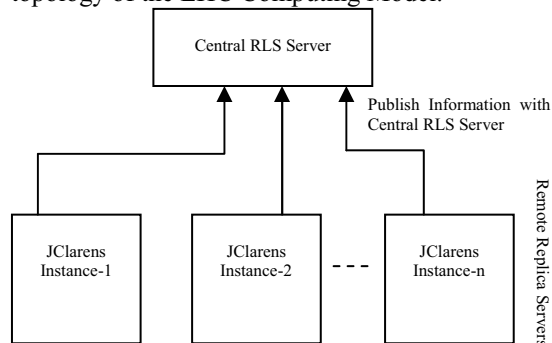 topology of the LHC Computing Model.
Central RLS Server
Publish Information with
Central RLS Server
JClarens
Instance-1
JClarens
Instance-2
JClarens
Instance-n
Remote Replica Servers